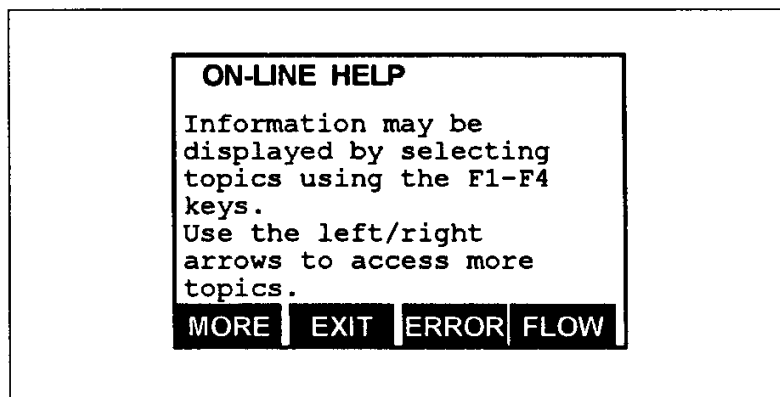 ON-LINE HELP
Information may be
displayed by selecting
topics using the F1-F4
keys.
Use the left/right
arrows to access more
topics.
MORE EXIT ERROR FLOW